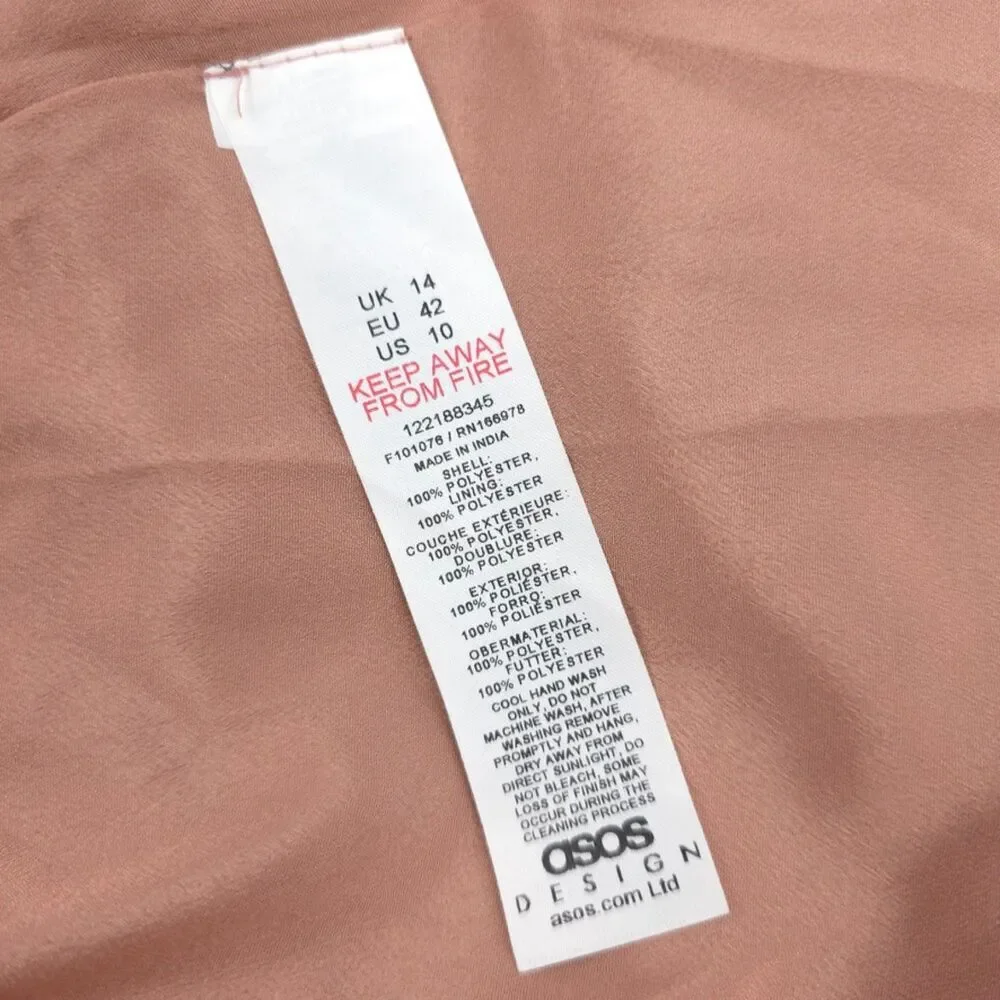 UK 14
EU 42
US 10
KEEP AWAY
FROM FIRE
122188345
F101076 / RN166978
MADE IN INDIA
SHELL:
100% POLYESTER,
LINING:
100% POLYESTER
COUCHE EXTÉRIEURE:
100% POLYESTER,
DOUBLURE:
100% POLYESTER
EXTERIOR:
100% POLIÉSTER,
FORRO:
100% POLIÉSTER
OBERMATERIAL:
100% POLYESTER,
FUTTER:
100% POLYESTER
COOL HAND WASH
ONLY, DO NOT
MACHINE WASH, AFTER
WASHING REMOVE
PROMPTLY AND HANG,
DRY AWAY FROM
DIRECT SUNLIGHT, DO
NOT BLEACH, SOME
LOSS OF FINISH MAY
OCCUR DURING THE
CLEANING PROCESS
asos
DESIGN
asos.com Ltd